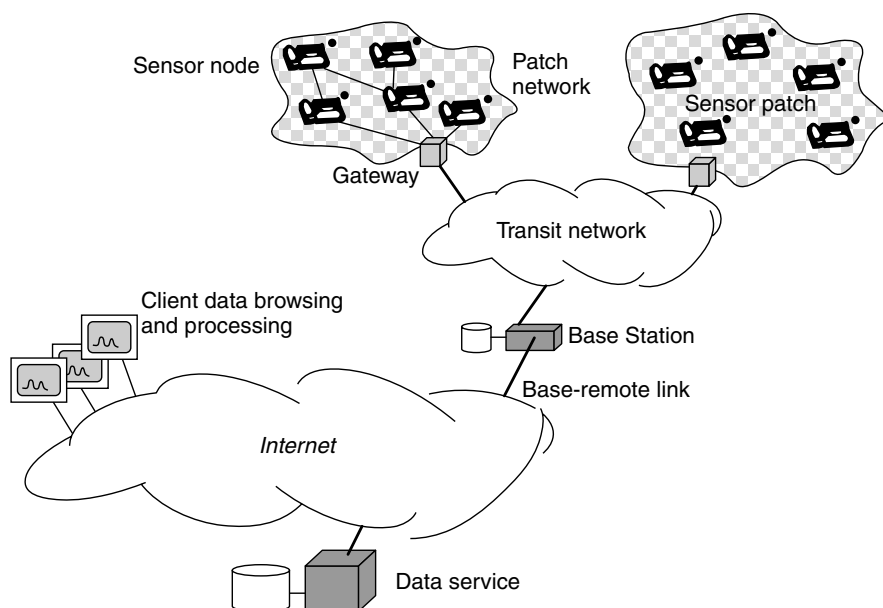 Sensor node
Patch
network
Sensor patch
Gateway
Transit network
Client data browsing
and processing
Base Station
Base-remote link
Internet
Data service